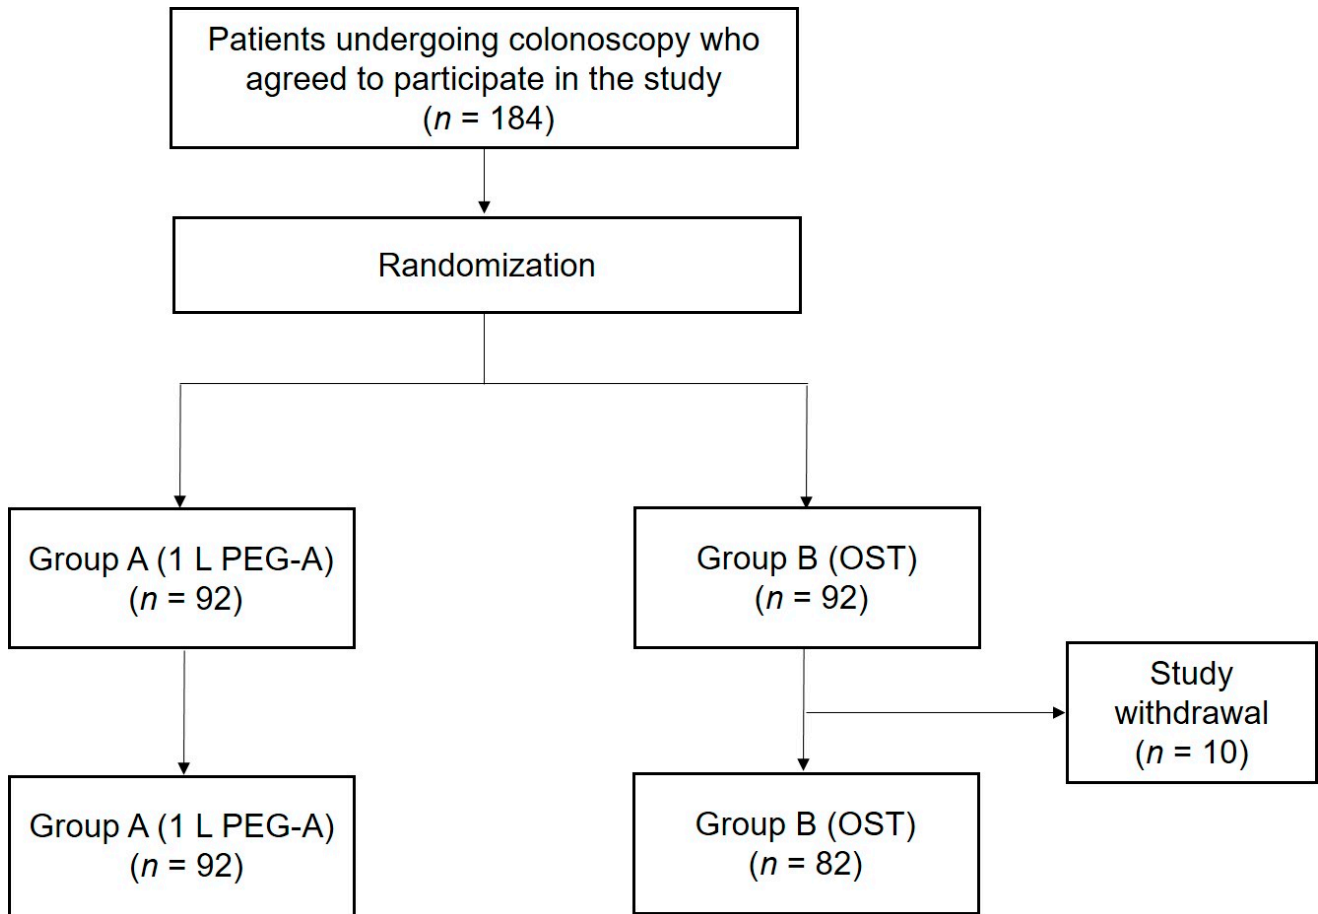 Patients undergoing colonoscopy who
agreed to participate in the study
(n = 184)
Randomization
Group A (1 L PEG-A)
(n = 92)
Group B (OST)
(n = 92)
Study
withdrawal
(n = 10)
Group A (1 L PEG-A)
(n = 92)
Group B (OST)
(n = 82)